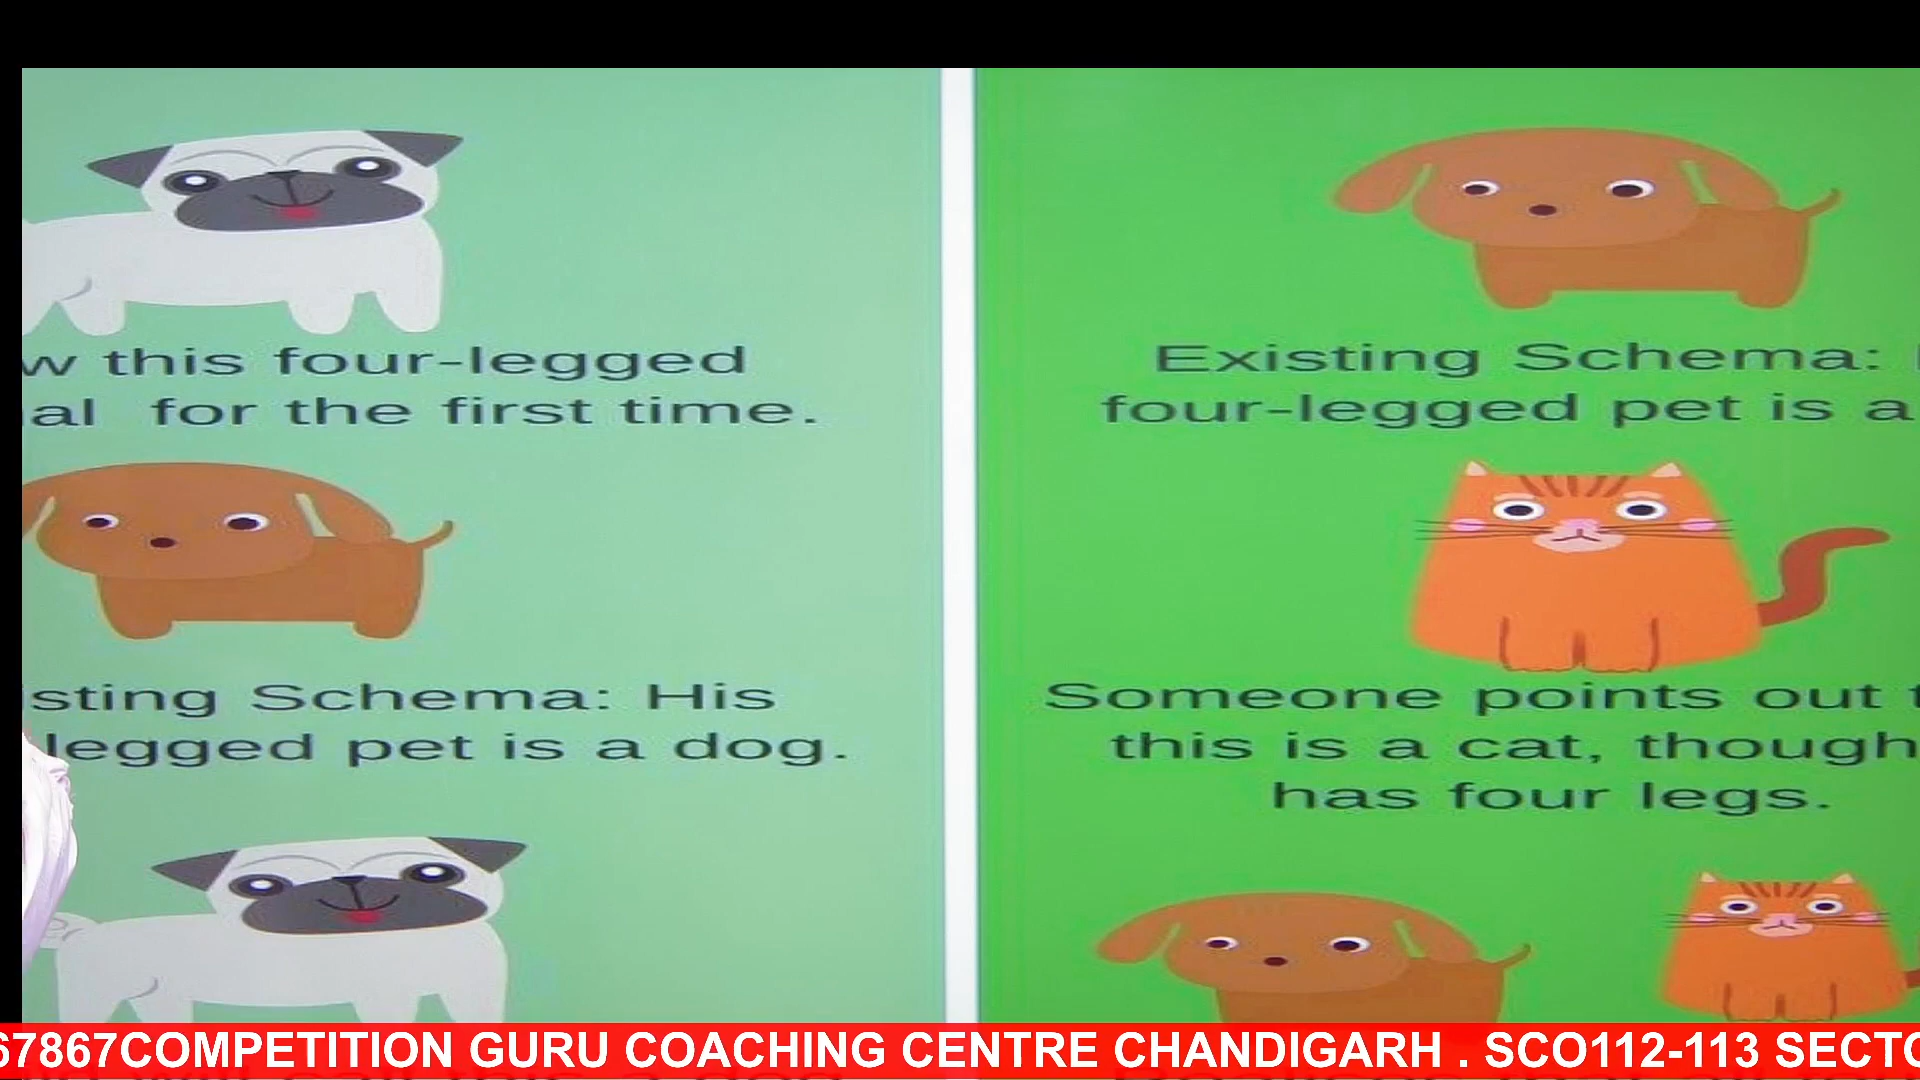 w this four-legged
al for the first time.
isting Schema: His
legged pet is a dog.
Existing Schema:
four-legged pet is a
Someone points out
this is a cat, though
has four legs.
67867COMPETITION GURU COACHING CENTRE CHANDIGARH . SCO112-113 SECTO